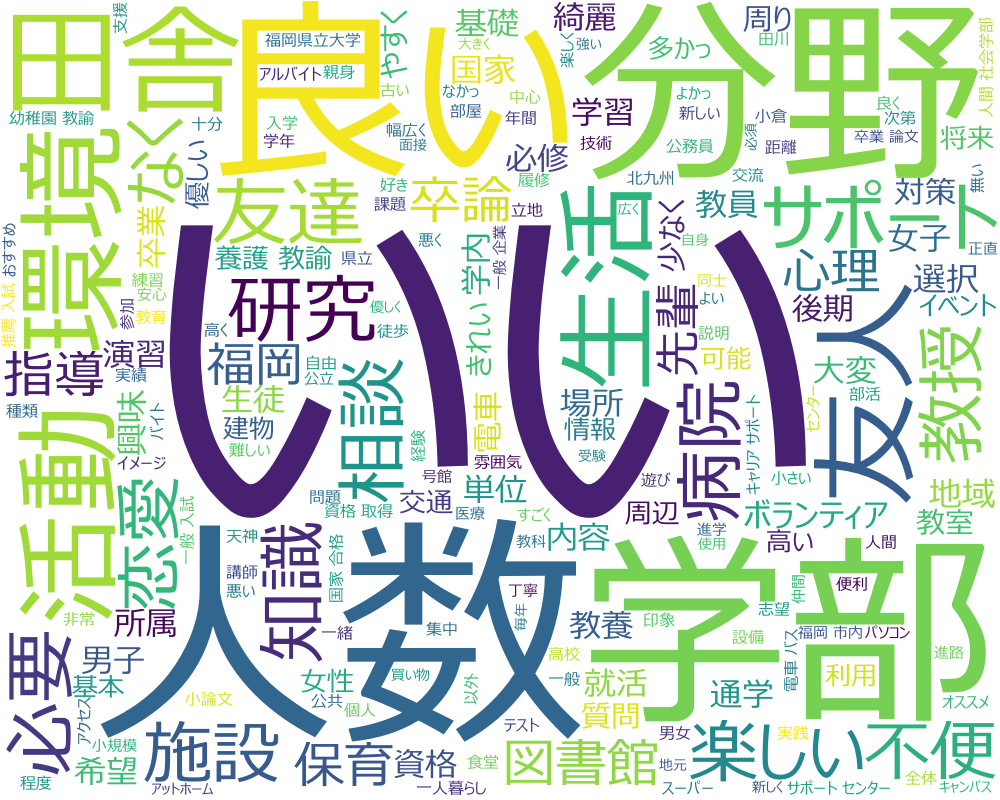 田舎
良い
分野
支援
福岡県立大学
アルバイト
親身
幼稚園 教諭
十分
入学
学年
やすく
なく
優しい
基礎
大きく
国家
なかっ
古い
部屋
幅広く
面接
楽しく
強い
綺麗
中心
年間
学習
必修
履修
技術
多かっ
よかっ
新しい
公務員
周り
田川
小倉
必須
距離
良く
次第
卒業 論文
将来
人間 社会学部
環境
友達
卒論
好き
課題
養護 教諭
県立
悪く
立地
学内
一般 企業
北九州
交流
生活
広く
教員
少なく
自身
サポート
対策
女子
無い
正直
おすすめ
推薦 入試
卒業
練習
安心
参加
教育
高く
いい
研究
優しく
徒歩
きれい
同士
よい
先輩
説明
心理
選択
後期
イベント
指導
演習
実績
種類
福岡
自由
公立
生徒
相談
経験
可能
大変
部活
友人
教授
活動
興味
バイト
イメージ
恋愛
一般 入試
難しい
建物
電車
号館
雰囲気
場所
情報
受験
病院
遊び
キャリア サポート
センター
小さい
地域
問題
資格 取得
交通
医療
単位
すごく
内容
周辺
進学
使用
ボランティア
高い
教室
人間
非常
所属
天神
講師
悪い
知識
国家 合格
一緒
人数
集中
丁寧
毎年
教科
教養
印象
学部
志望
仲間
設備
便利
福岡 市内
パソコン
電車 バス
進路
利用
必要
男子
基本
アクセス
小規模
希望
程度
アットホーム
小論文
施設
女性
公共
個人
保育
買い物
資格
以外
食堂
一人暮らし
テスト
高校
一般
就活
質問
図書館
男女
地元
スーパー
通学
楽しい
実践
新しく
サポート センター
不便
全体
オススメ
キャンパス